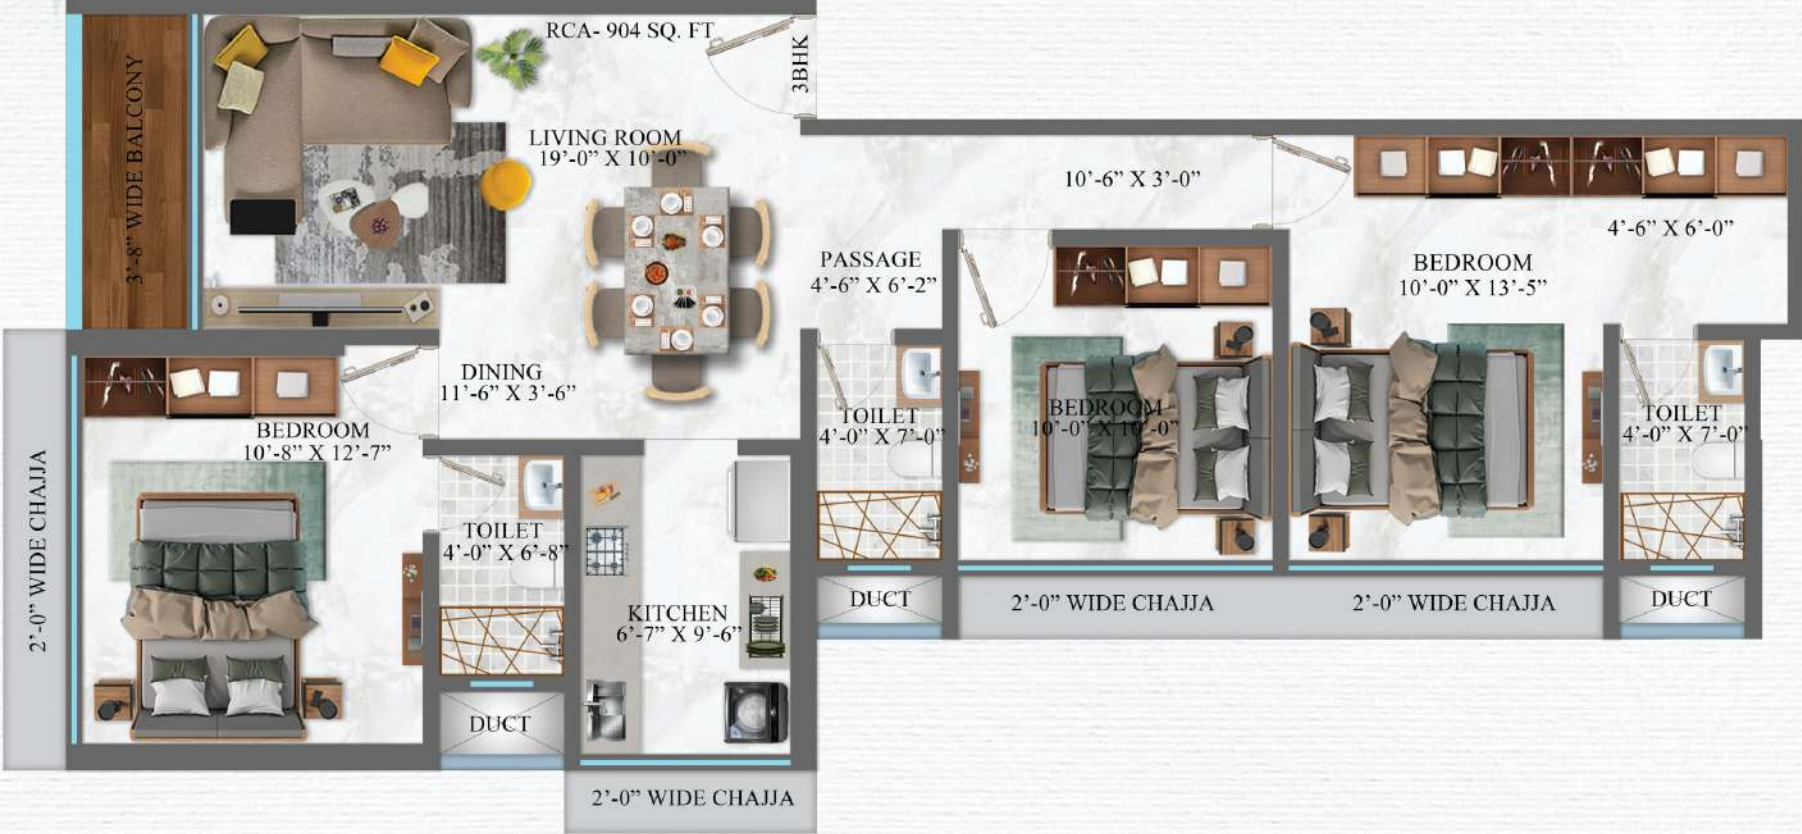 RCA- 904 SQ. FT
3BHK
3’-8” WIDE BALCONY
LIVING ROOM
19’-0” X 10’-0”
10’-6” X 3’-0”
4’-6” X 6’-0”
PASSAGE
4’-6” X 6’-2”
BEDROOM
10’-0” X 13’-5”
DINING
11’-6” X 3’-6”
BEDROOM
10’-8” X 12’-7”
TOILET
4’-0” X 7’-0”
BEDROOM
10’-0” X 10’-0”
TOILET
4’-0” X 7’-0”
2’-0” WIDE CHAJJA
TOILET
4’-0” X 6’-8”
KITCHEN
6’-7” X 9’-6”
DUCT
2’-0” WIDE CHAJJA
2’-0” WIDE CHAJJA
DUCT
DUCT
2’-0” WIDE CHAJJA